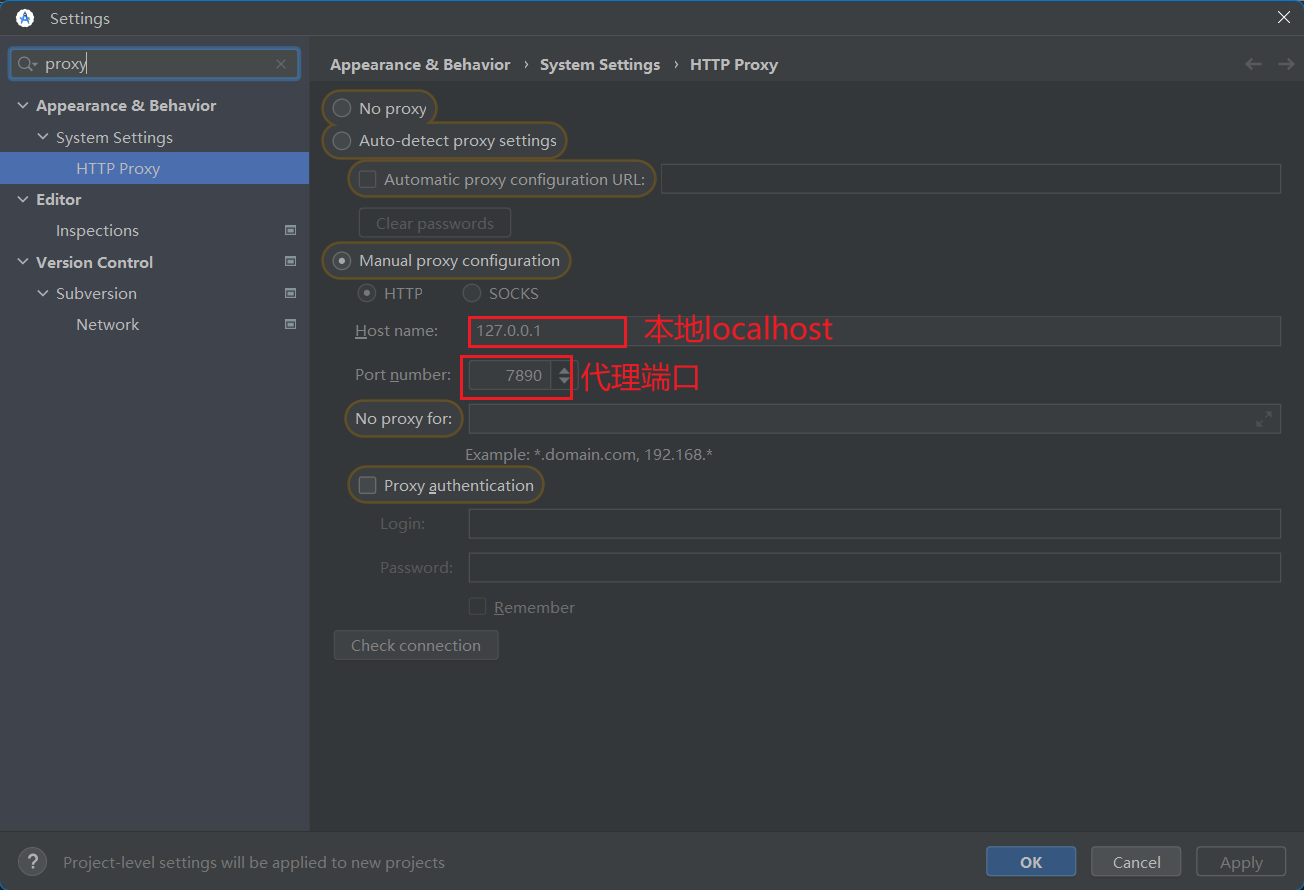 Settings
proxy
Appearance & Behavior
System Settings
HTTP Proxy
Editor
Inspections
Version Control
Subversion
Network
Appearance & Behavior › System Settings › HTTP Proxy
No proxy
Auto-detect proxy settings
Automatic proxy configuration URL:
Clear passwords
Manual proxy configuration
HTTP SOCKS
Host name: 127.0.0.1 本地localhost
Port number: 7890 代理端口
No proxy for:
Example: *.domain.com, 192.168.*
Proxy authentication
Login:
Password:
Remember
Check connection
? Project-level settings will be applied to new projects
OK Cancel Apply